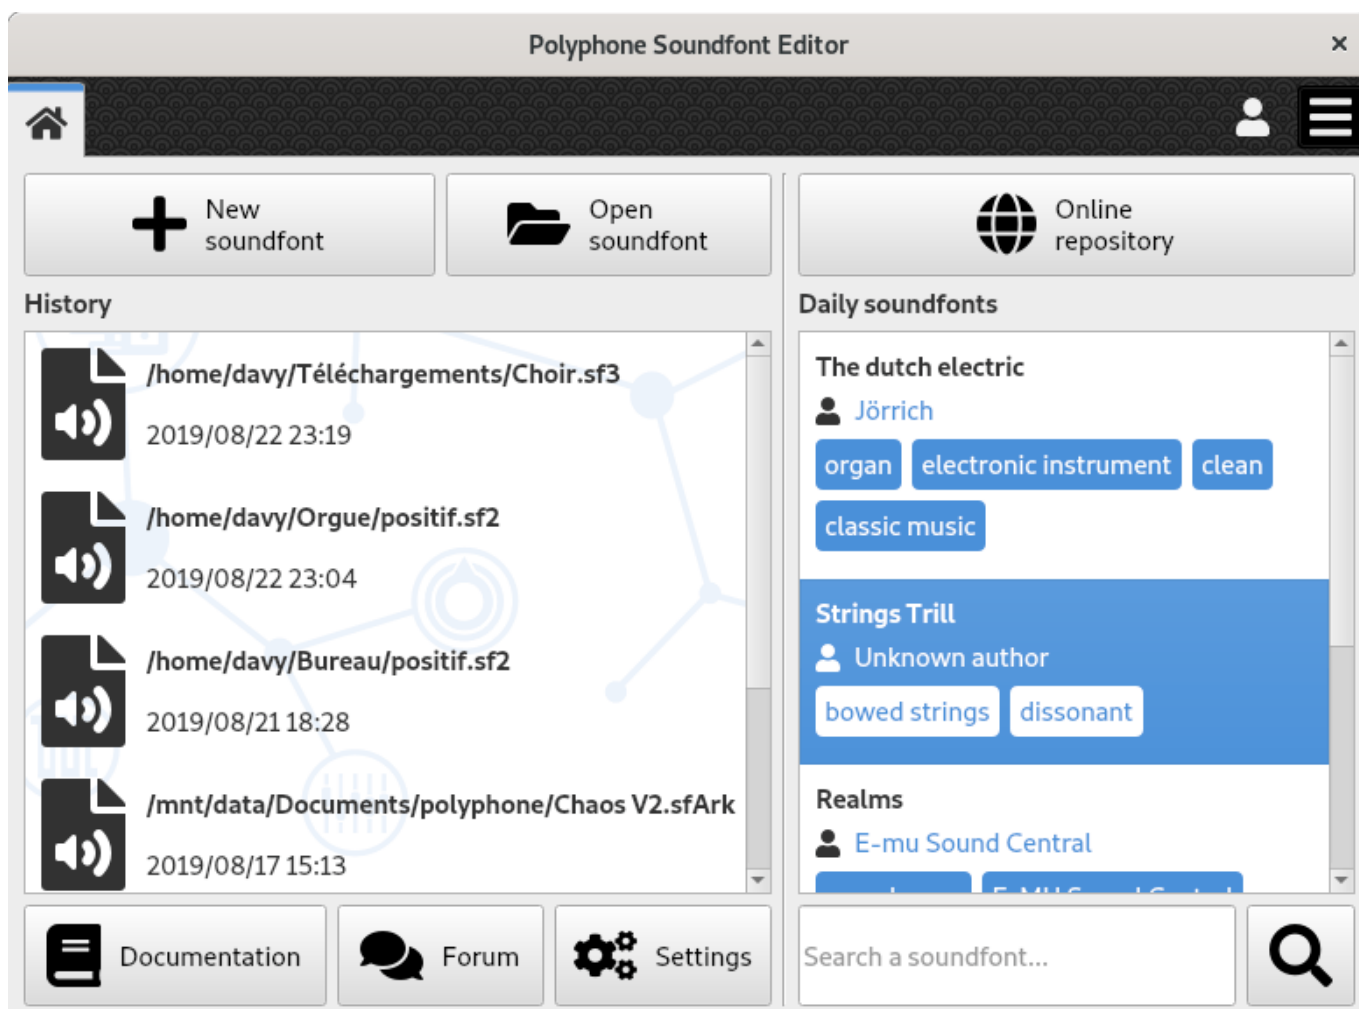 Polyphone Soundfont Editor
New
soundfont
Open
soundfont
Online
repository
History
/home/davy/Téléchargements/Choir.sf3
2019/08/22 23:19
/home/davy/Orgue/positif.sf2
2019/08/22 23:04
/home/davy/Bureau/positif.sf2
2019/08/21 18:28
/mnt/data/Documents/polyphone/Chaos V2.sfArk
2019/08/17 15:13
Daily soundfonts
The dutch electric
Jörrich
organ electronic instrument clean
classic music
Strings Trill
Unknown author
bowed strings dissonant
Realms
E-mu Sound Central
E-MU Sound Central
Documentation
Forum
Settings
Search a soundfont...